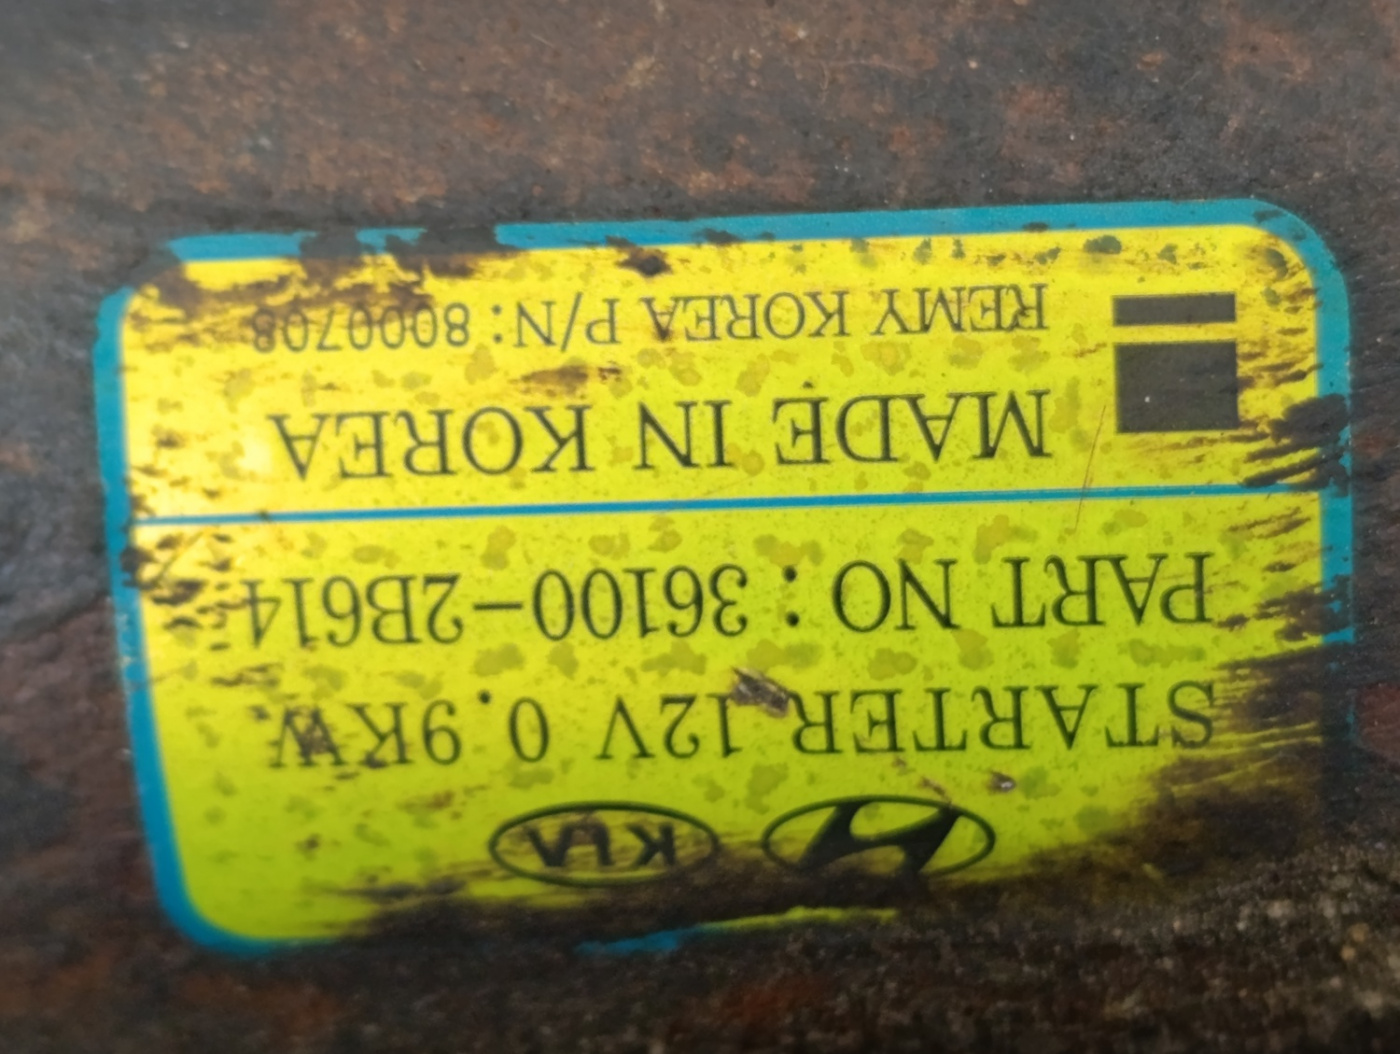 KIA
STARTER 12V 0.9KW
PART NO : 36100-2B614
MADE IN KOREA
REMY KOREA P/N: 8000708